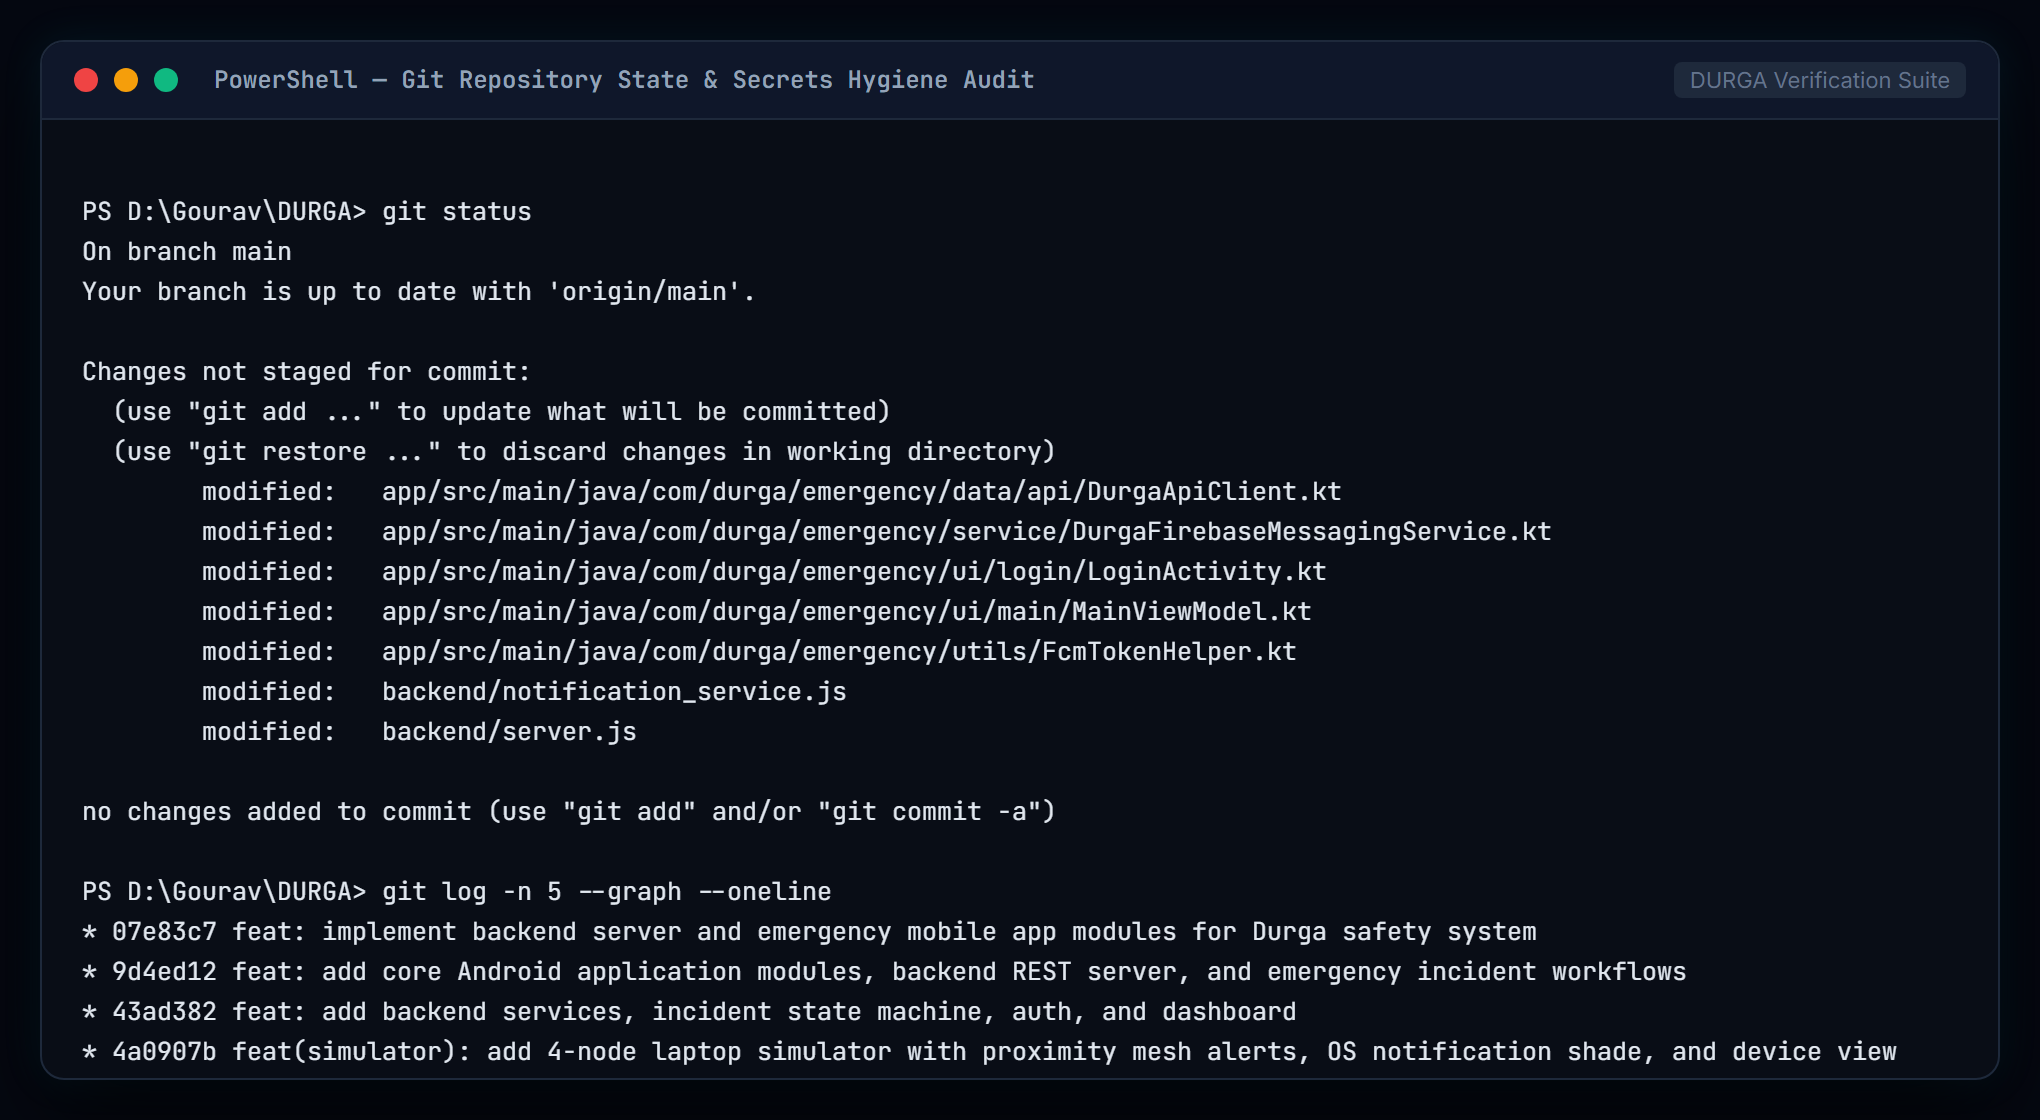 PowerShell — Git Repository State & Secrets Hygiene Audit
DURGA Verification Suite
PS D:\Gourav\DURGA> git status
On branch main
Your branch is up to date with 'origin/main'.
Changes not staged for commit:
  (use "git add ..." to update what will be committed)
  (use "git restore ..." to discard changes in working directory)
        modified:   app/src/main/java/com/durga/emergency/data/api/DurgaApiClient.kt
        modified:   app/src/main/java/com/durga/emergency/service/DurgaFirebaseMessagingService.kt
        modified:   app/src/main/java/com/durga/emergency/ui/login/LoginActivity.kt
        modified:   app/src/main/java/com/durga/emergency/ui/main/MainViewModel.kt
        modified:   app/src/main/java/com/durga/emergency/utils/FcmTokenHelper.kt
        modified:   backend/notification_service.js
        modified:   backend/server.js
no changes added to commit (use "git add" and/or "git commit -a")
PS D:\Gourav\DURGA> git log -n 5 --graph --oneline
* 07e83c7 feat: implement backend server and emergency mobile app modules for Durga safety system
* 9d4ed12 feat: add core Android application modules, backend REST server, and emergency incident workflows
* 43ad382 feat: add backend services, incident state machine, auth, and dashboard
* 4a0907b feat(simulator): add 4-node laptop simulator with proximity mesh alerts, OS notification shade, and device view